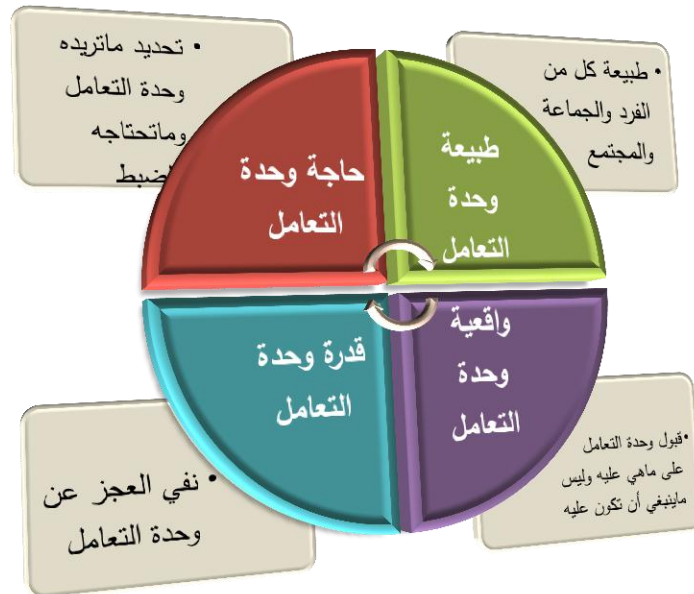 • تحديد ماتريده
وحدة التعامل
وماتحتاجه
بالضبط
حاجة وحدة
التعامل
• طبيعة كل من
الفرد والجماعة
والمجتمع
طبيعة
وحدة
التعامل
قدرة وحدة
التعامل
• نفي العجز عن
وحدة التعامل
واقعية
وحدة
التعامل
•قبول وحدة التعامل
على ماهي عليه وليس
ماينبغي أن تكون عليه